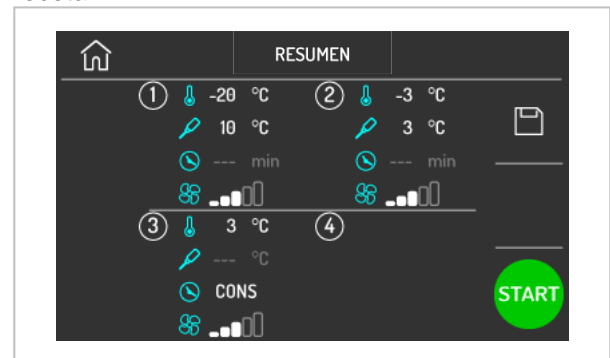 RESUMEN
1 -20 °C 2 -3 °C
10 °C 3 °C
--- min --- min
3 3 °C 4
--- °C
CONS
START